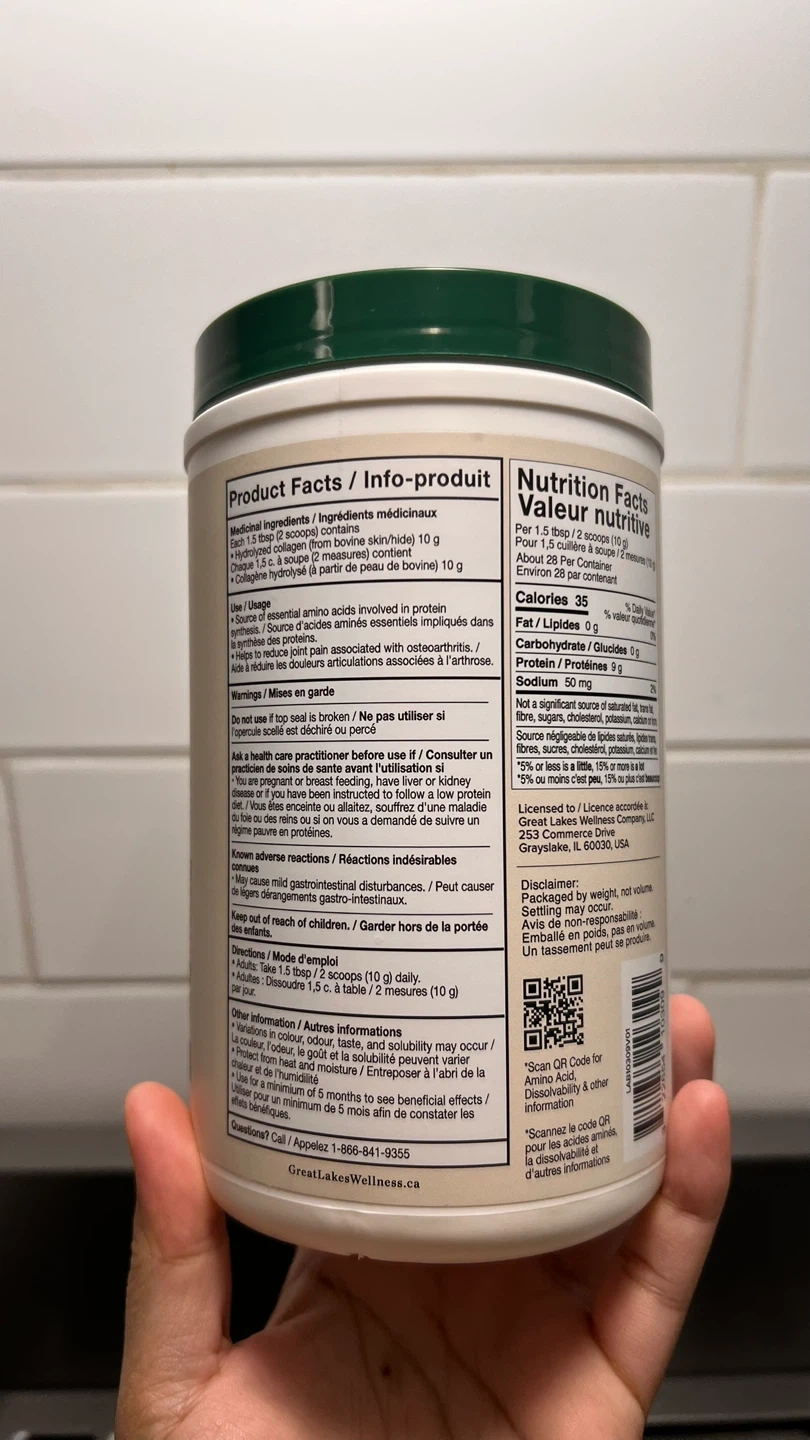 Product Facts / Info-produit
Medicinal ingredients / Ingrédients médicinaux
Each 1.5 tbsp (2 scoops) contains
• Hydrolyzed collagen (from bovine skin/hide) 10 g
Chaque 1,5 c. à soupe (2 measures) contient
• Collagène hydrolysé (à partir de peau de bovine) 10 g
Use / Usage
• Source of essential amino acids involved in protein
synthesis. / Source d'acides aminés essentiels impliqués dans
la synthèse des proteins.
• Helps to reduce joint pain associated with osteoarthritis. /
Aide à réduire les douleurs articulations associées à l'arthrose.
Warnings / Mises en garde
Do not use if top seal is broken / Ne pas utiliser si
l'opercule scellé est déchiré ou percé
Ask a health care practitioner before use if / Consulter un
practicien de soins de sante avant l'utilisation si
• You are pregnant or breast feeding, have liver or kidney
disease or if you have been instructed to follow a low protein
diet. / Vous êtes enceinte ou allaitez, souffrez d'une maladie
du foie ou des reins ou si on vous a demandé de suivre un
régime pauvre en protéines.
Known adverse reactions / Réactions indésirables
connues
• May cause mild gastrointestinal disturbances. / Peut causer
de légers dérangements gastro-intestinaux.
Keep out of reach of children. / Garder hors de la portée
des enfants.
Directions / Mode d'emploi
• Adults: Take 1.5 tbsp / 2 scoops (10 g) daily.
• Adultes : Dissoudre 1,5 c. à table / 2 mesures (10 g)
par jour.
Other information / Autres informations
• Variations in colour, odour, taste, and solubility may occur /
La couleur, l'odeur, le goût et la solubilité peuvent varier
• Protect from heat and moisture / Entreposer à l'abri de la
chaleur et de l'humidilité
• Use for a minimium of 5 months to see beneficial effects /
Utiliser pour un minimum de 5 mois afin de constater les
effets bénéfiques.
Questions? Call / Appelez 1-866-841-9355
GreatLakesWellness.ca
Nutrition Facts
Valeur nutritive
Per 1.5 tbsp / 2 scoops (10 g)
Pour 1,5 cuillère à soupe / 2 mesures (10 g)
About 28 Per Container
Environ 28 par contenant
Calories 35
% Daily Value*
% valeur quotidienne*
Fat / Lipides 0 g 0%
Carbohydrate / Glucides 0 g
Protein / Protéines 9 g
Sodium 50 mg 2%
Not a significant source of saturated fat, trans fat,
fibre, sugars, cholesterol, potassium, calcium or iron
Source négligeable de lipides saturés, lipides trans,
fibres, sucres, cholestérol, potassium, calcium et fer
*5% or less is a little, 15% or more is a lot
*5% ou moins c'est peu, 15% ou plus c'est beaucoup
Licensed to / Licence accordée à:
Great Lakes Wellness Company, LLC
253 Commerce Drive
Grayslake, IL 60030, USA
Disclaimer:
Packaged by weight, not volume.
Settling may occur.
Avis de non-responsabilité :
Emballé en poids, pas en volume.
Un tassement peut se produire.
*Scan QR Code for
Amino Acid,
Dissolvability & other
information
*Scannez le code QR
pour les acides aminés,
la dissolvabilité et
d'autres informations
LAB10309V01